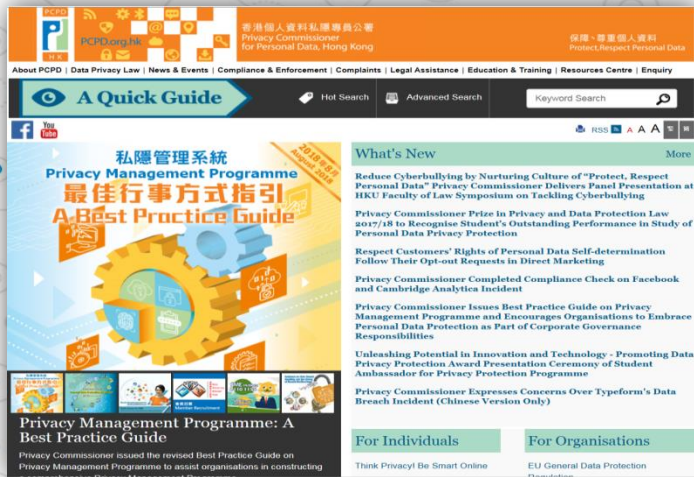 PCPD
PCPD.org.hk
H K
香港個人資料私隱專員公署
Privacy Commissioner
for Personal Data, Hong Kong
保障、尊重個人資料
Protect,Respect Personal Data
About PCPD | Data Privacy Law | News & Events | Compliance & Enforcement | Complaints | Legal Assistance | Education & Training | Resources Centre | Enquiry
A Quick Guide
Hot Search
Advanced Search
Keyword Search
You
Tube
RSS A A A 繁 簡
私隱管理系統
Privacy Management Programme
最佳行事方式指引
A Best Practice Guide
2018年8月
August 2018
Privacy Management Programme: A
Best Practice Guide
Privacy Commissioner issued the revised Best Practice Guide on
Privacy Management Programme to assist organisations in constructing
a comprehensive Privacy Management Programme
What's New
More
Reduce Cyberbullying by Nurturing Culture of “Protect, Respect
Personal Data” Privacy Commissioner Delivers Panel Presentation at
HKU Faculty of Law Symposium on Tackling Cyberbullying
Privacy Commissioner Prize in Privacy and Data Protection Law
2017/18 to Recognise Student's Outstanding Performance in Study of
Personal Data Privacy Protection
Respect Customers' Rights of Personal Data Self-determination
Follow Their Opt-out Requests in Direct Marketing
Privacy Commissioner Completed Compliance Check on Facebook
and Cambridge Analytica Incident
Privacy Commissioner Issues Best Practice Guide on Privacy
Management Programme and Encourages Organisations to Embrace
Personal Data Protection as Part of Corporate Governance
Responsibilities
Unleashing Potential in Innovation and Technology - Promoting Data
Privacy Protection Award Presentation Ceremony of Student
Ambassador for Privacy Protection Programme
Privacy Commissioner Expresses Concerns Over Typeform's Data
Breach Incident (Chinese Version Only)
For Individuals
Think Privacy! Be Smart Online
For Organisations
EU General Data Protection
Regulation